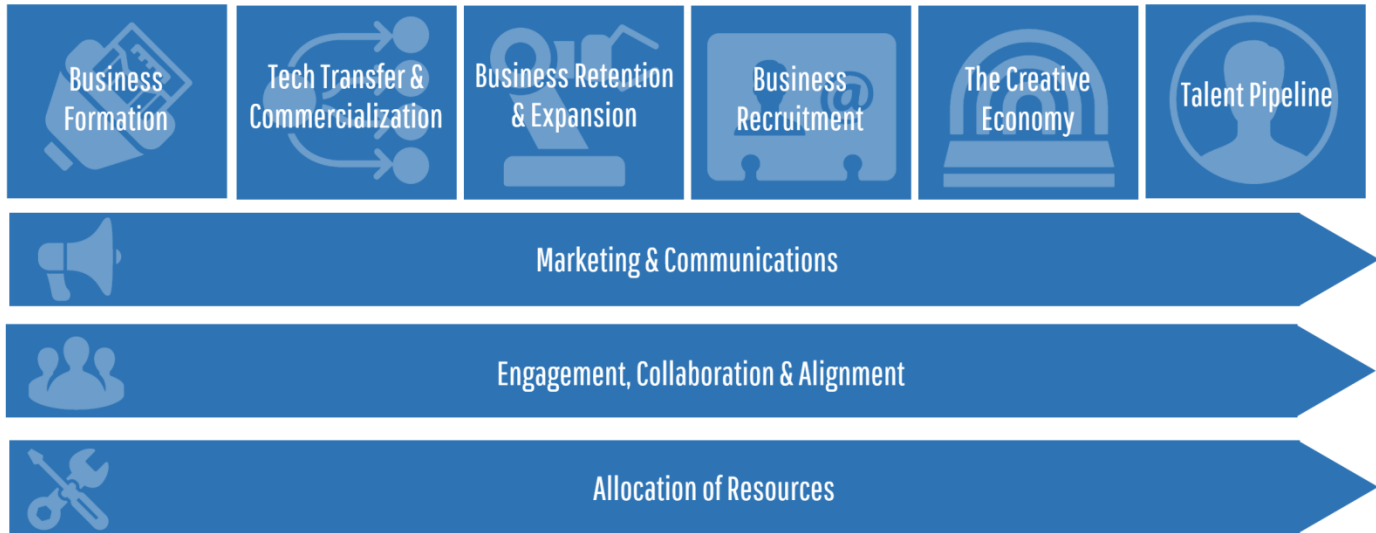 Business
Formation
Tech Transfer &
Commercialization
Business Retention
& Expansion
Business
Recruitment
@
The Creative
Economy
Talent Pipeline
Marketing & Communications
Engagement, Collaboration & Alignment
Allocation of Resources